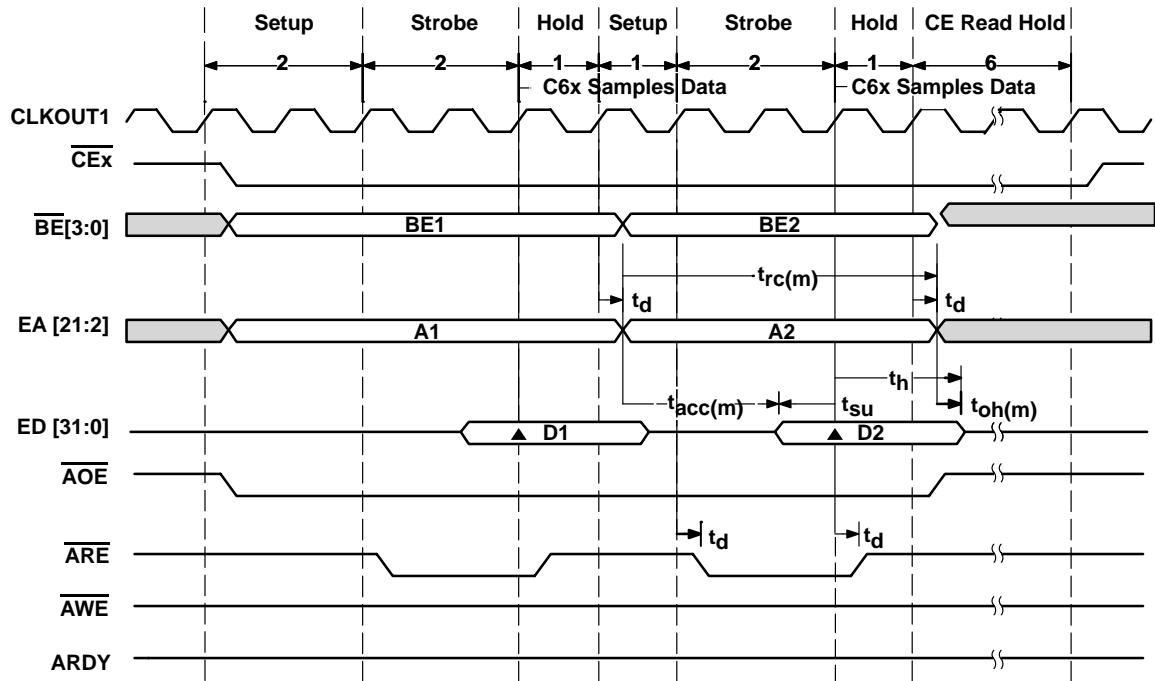 Setup Strobe Hold Setup Strobe Hold CE Read Hold
2 2 1 1 2 1 6
C6x Samples Data C6x Samples Data
CLKOUT1
CEx
BE[3:0] BE1 BE2
trc(m)
td td
EA [21:2] A1 A2
th
tacc(m) tsu toh(m)
ED [31:0] D1 D2
AOE
td td
ARE
AWE
ARDY